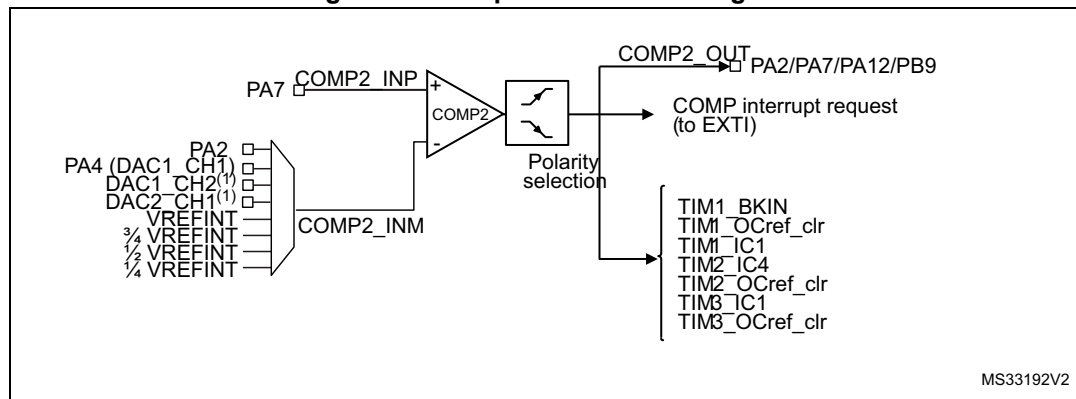 PA7
COMP2_INP
+
COMP2
-
COMP2_OUT
PA2/PA7/PA12/PB9
COMP interrupt request
(to EXTI)
Polarity
selection
PA2
PA4 (DAC1_CH1)
DAC1_CH2(1)
DAC2_CH1(1)
VREFINT
¾ VREFINT
½ VREFINT
¼ VREFINT
COMP2_INM
TIM1_BKIN
TIM1_OCref_clr
TIM1_IC1
TIM2_IC4
TIM2_OCref_clr
TIM3_IC1
TIM3_OCref_clr
MS33192V2